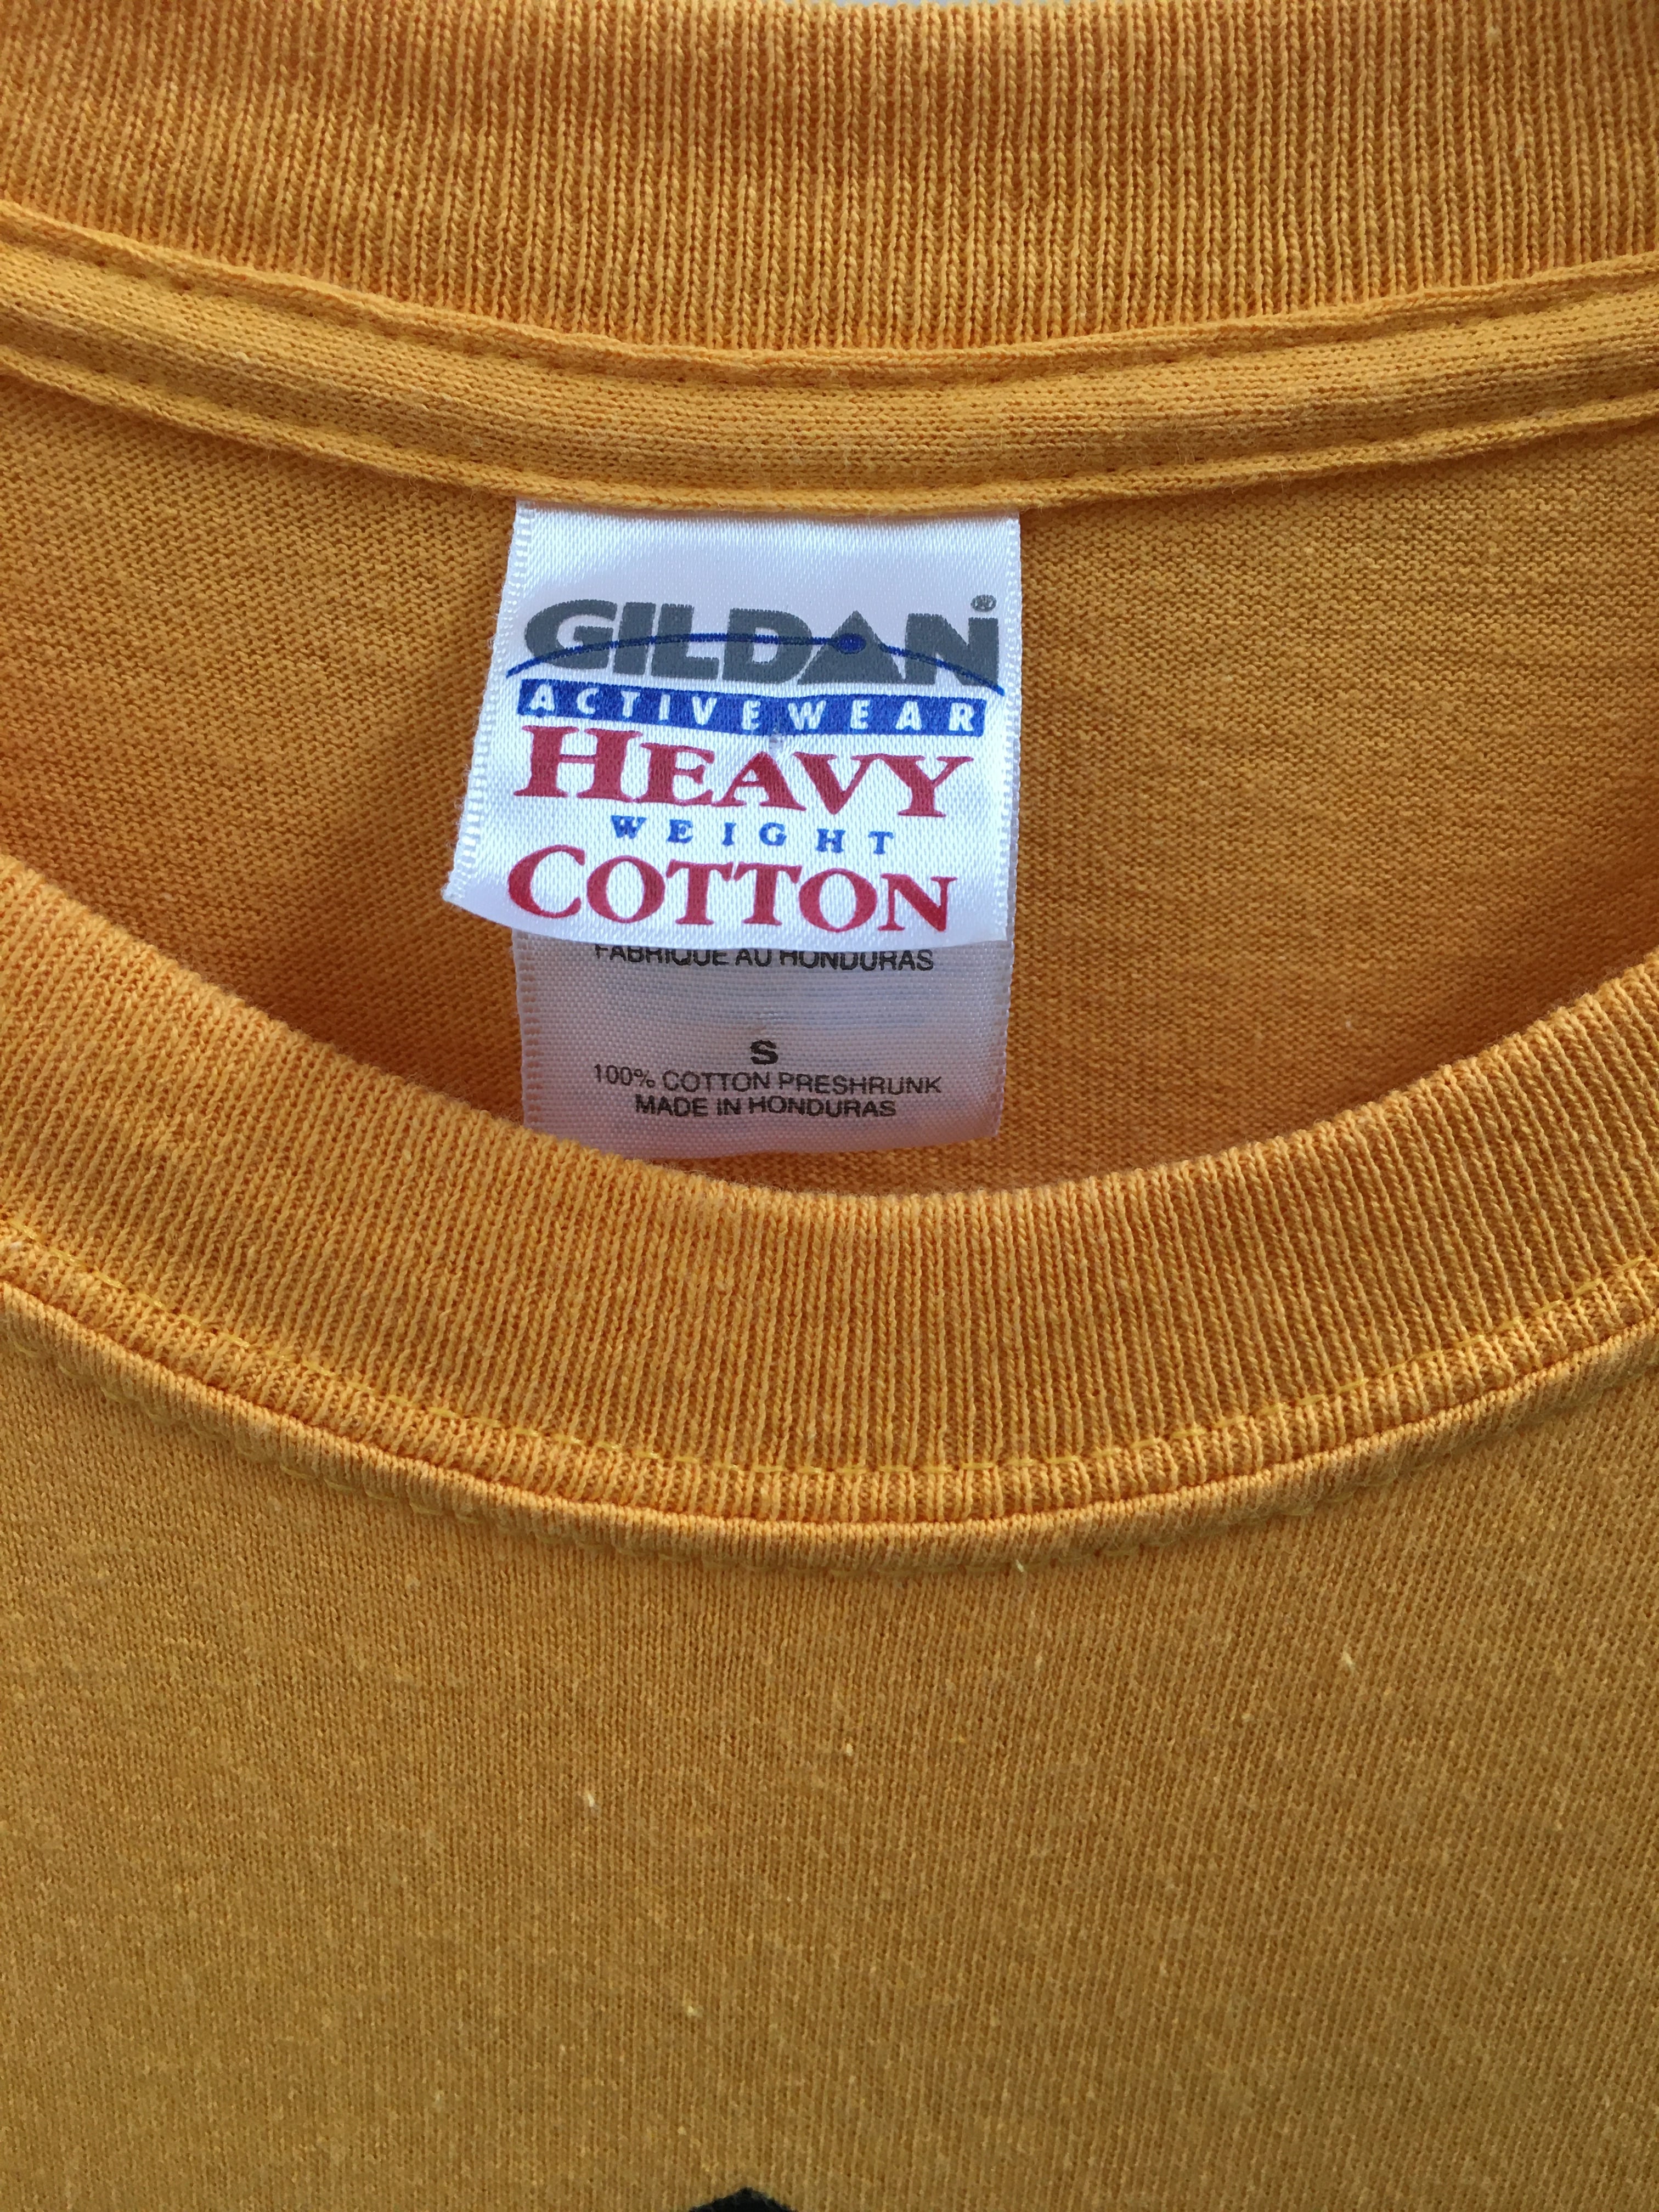 GILDAN®
ACTIVEWEAR
HEAVY
WEIGHT
COTTON
FABRIQUE AU HONDURAS
S
100% COTTON PRESHRUNK
MADE IN HONDURAS